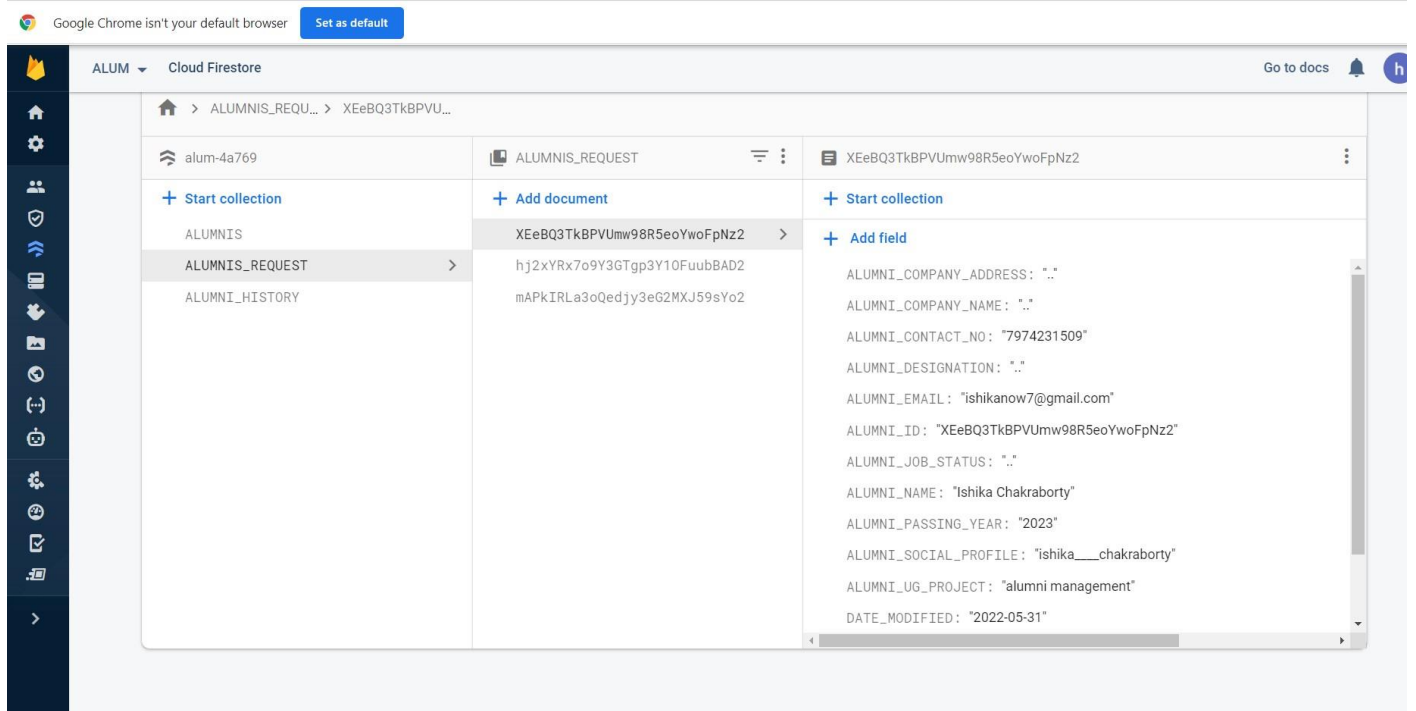 Google Chrome isn't your default browser Set as default
ALUM Cloud Firestore Go to docs h
ALUMNIS_REQU... > XEeBQ3TkBPVU...
alum-4a769
Start collection
ALUMNIS
ALUMNIS_REQUEST
ALUMNI_HISTORY
ALUMNIS_REQUEST
Add document
XEeBQ3TkBPVUmw98R5eoYwoFpNz2
hj2xYRx7o9Y3GTgp3Y1OFuubBAD2
mAPkIRLa3oQedjy3eG2MXJ59sYo2
XEeBQ3TkBPVUmw98R5eoYwoFpNz2
Start collection
Add field
ALUMNI_COMPANY_ADDRESS: ".."
ALUMNI_COMPANY_NAME: ".."
ALUMNI_CONTACT_NO: "7974231509"
ALUMNI_DESIGNATION: ".."
ALUMNI_EMAIL: "ishikanow7@gmail.com"
ALUMNI_ID: "XEeBQ3TkBPVUmw98R5eoYwoFpNz2"
ALUMNI_JOB_STATUS: ".."
ALUMNI_NAME: "Ishika Chakraborty"
ALUMNI_PASSING_YEAR: "2023"
ALUMNI_SOCIAL_PROFILE: "ishika____chakraborty"
ALUMNI_UG_PROJECT: "alumni management"
DATE_MODIFIED: "2022-05-31"